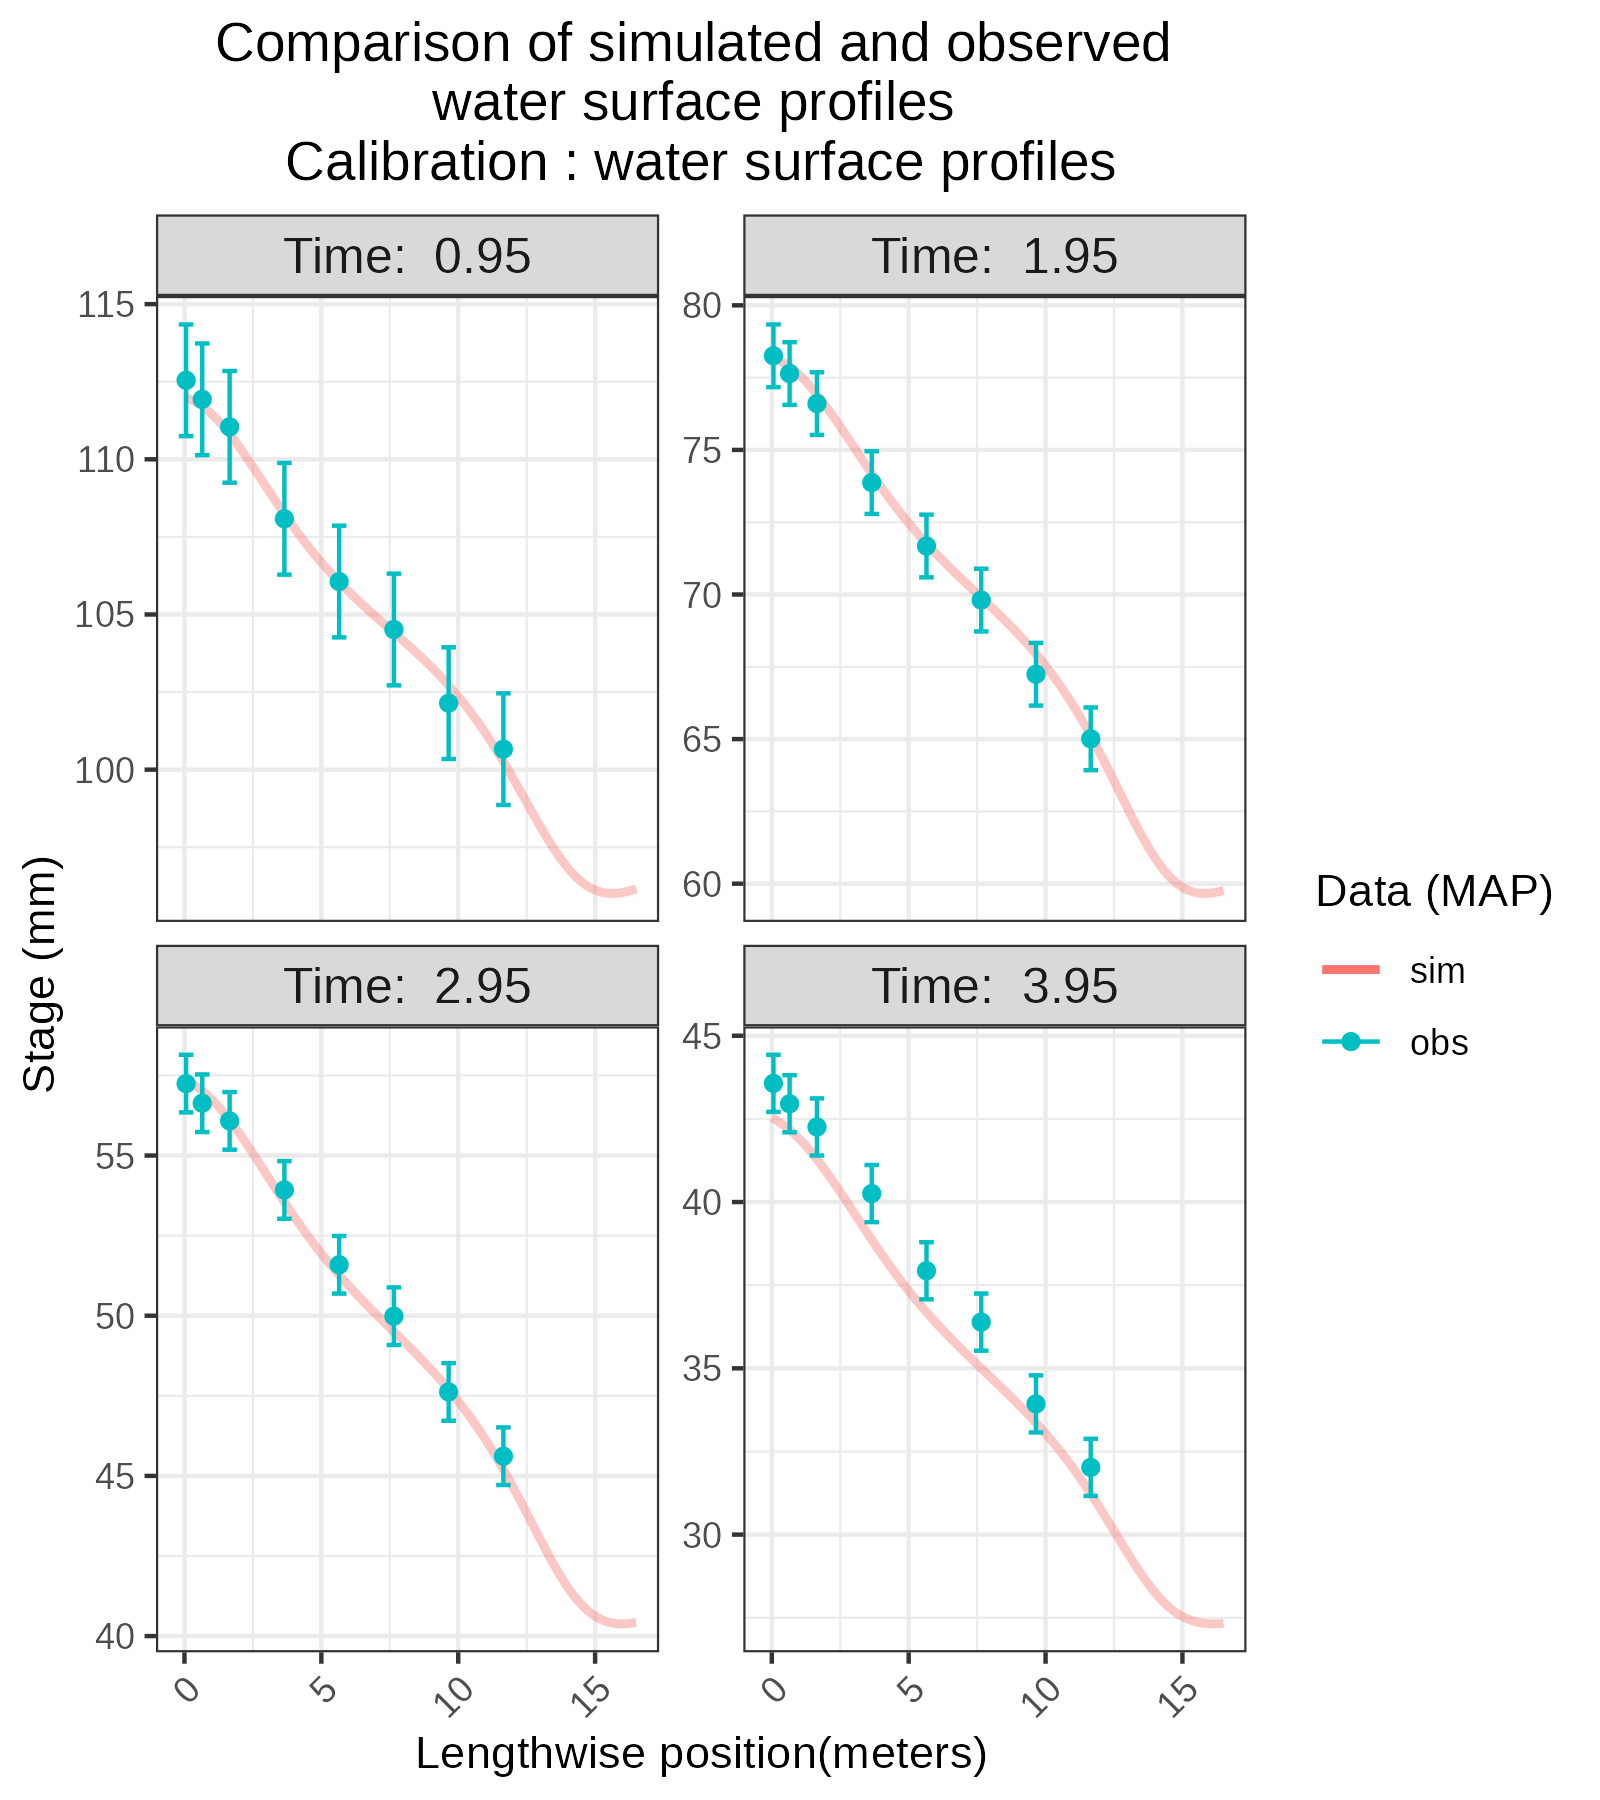 Comparison of simulated and observed
water surface profiles
Calibration : water surface profiles
Time:  0.95
115
110
105
100
Time:  1.95
80
75
70
65
60
Stage (mm)
Time:  2.95
55
50
45
40
Time:  3.95
45
40
35
30
0 5 10 15
0 5 10 15
Lengthwise position(meters)
Data (MAP)
sim
obs